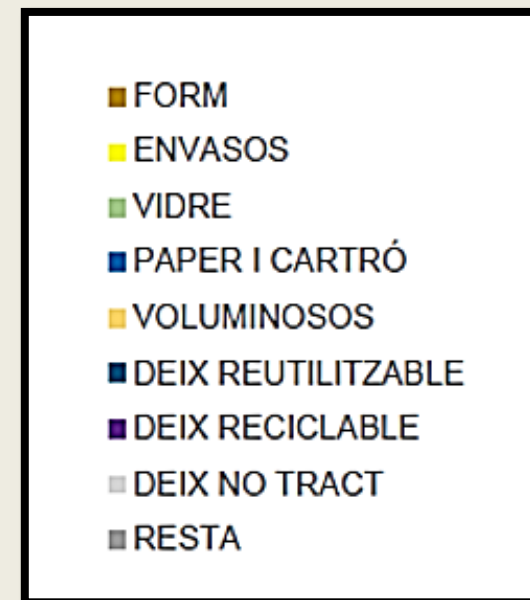 FORM
ENVASOS
VIDRE
PAPER I CARTRÓ
VOLUMINOSOS
DEIX REUTILITZABLE
DEIX RECICLABLE
DEIX NO TRACT
RESTA